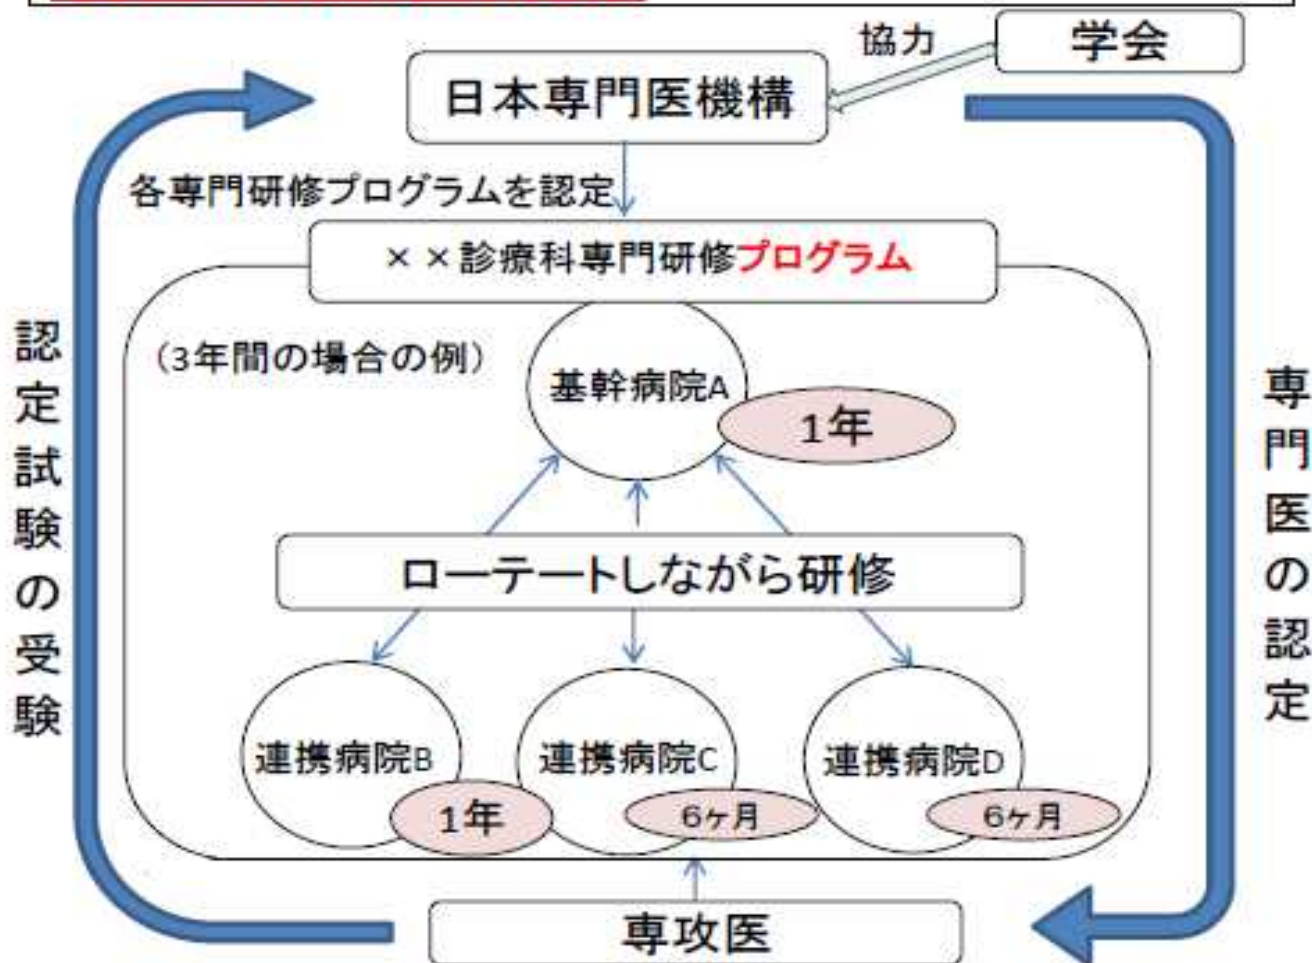 協力
学会
日本専門医機構
各専門研修プログラムを認定
××診療科専門研修プログラム
(3年間の場合の例)
基幹病院A
1年
ローテートしながら研修
連携病院B
1年
連携病院C
6ヶ月
連携病院D
6ヶ月
専攻医
認定試験の受験
専門医の認定